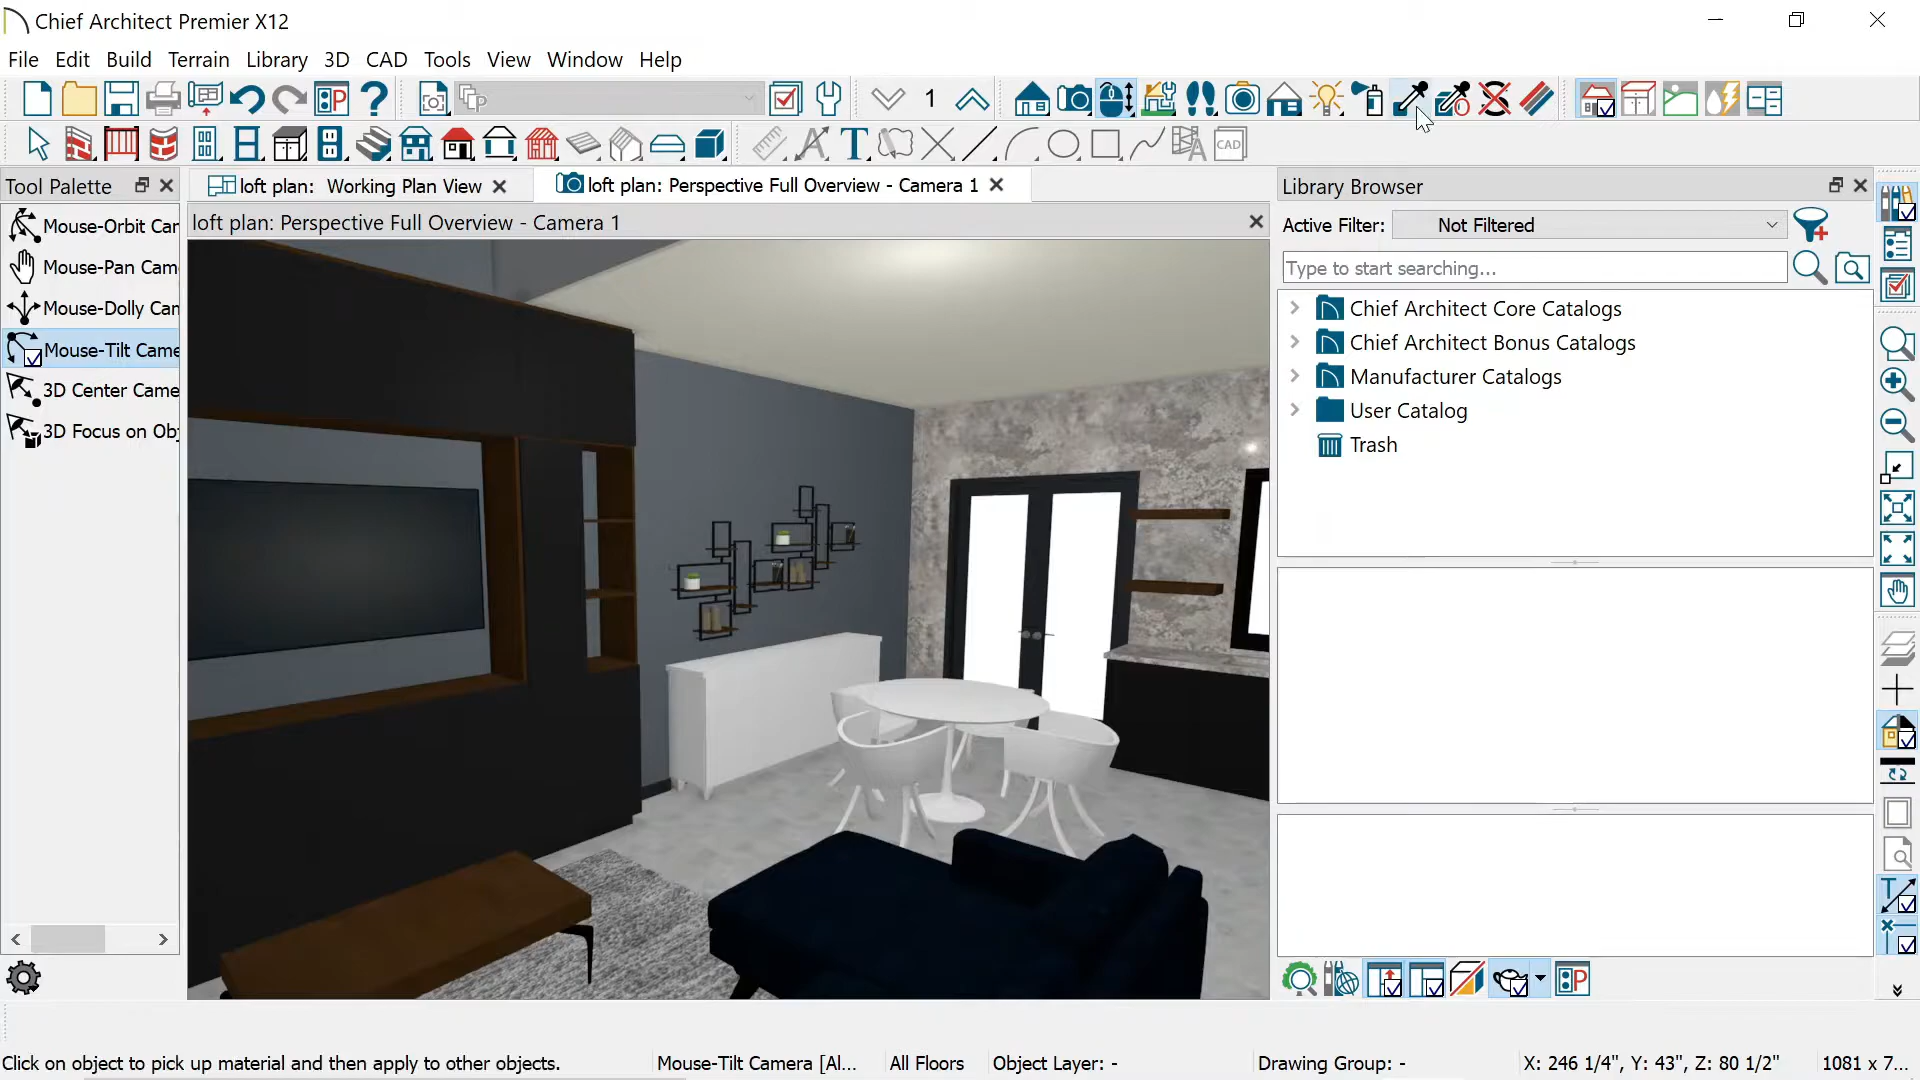 Chief Architect Premier X12
File Edit Build Terrain Library 3D CAD Tools View Window Help
1
CAD
Tool Palette
loft plan: Working Plan View
loft plan: Perspective Full Overview - Camera 1
Library Browser
loft plan: Perspective Full Overview - Camera 1
Active Filter: Not Filtered
Type to start searching...
Mouse-Orbit Car
Mouse-Pan Cam
Mouse-Dolly Can
Mouse-Tilt Came
3D Center Came
3D Focus on Obj
Chief Architect Core Catalogs
Chief Architect Bonus Catalogs
Manufacturer Catalogs
User Catalog
Trash
Click on object to pick up material and then apply to other objects. Mouse-Tilt Camera [Al... All Floors Object Layer: - Drawing Group: - X: 246 1/4", Y: 43", Z: 80 1/2" 1081 x 7...